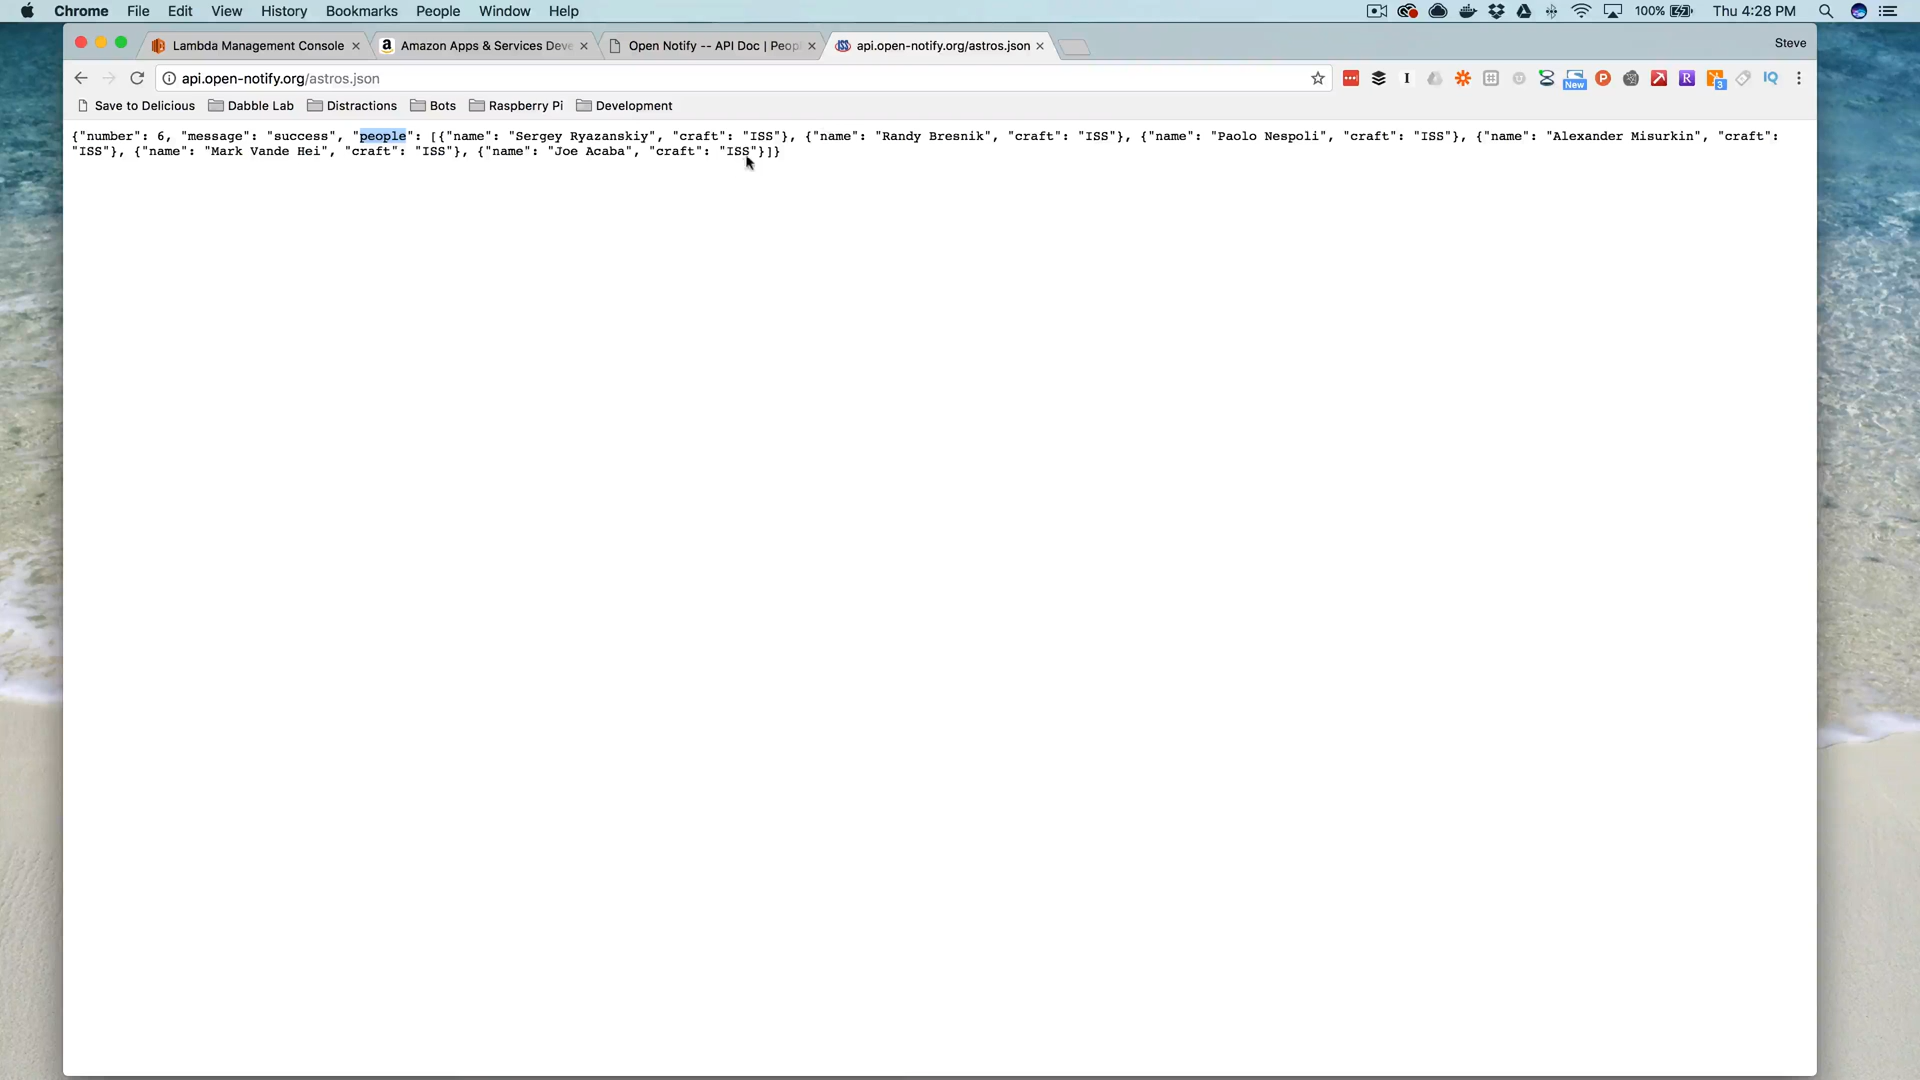 Chrome File Edit View History Bookmarks People Window Help 100% Thu 4:28 PM
Lambda Management Console Amazon Apps & Services Deve Open Notify -- API Doc | Peop api.open-notify.org/astros.json Steve
api.open-notify.org/astros.json New 3
Save to Delicious Dabble Lab Distractions Bots Raspberry Pi Development
{"number": 6, "message": "success", "people": [{"name": "Sergey Ryazanskiy", "craft": "ISS"}, {"name": "Randy Bresnik", "craft": "ISS"}, {"name": "Paolo Nespoli", "craft": "ISS"}, {"name": "Alexander Misurkin", "craft":
"ISS"}, {"name": "Mark Vande Hei", "craft": "ISS"}, {"name": "Joe Acaba", "craft": "ISS"}]}